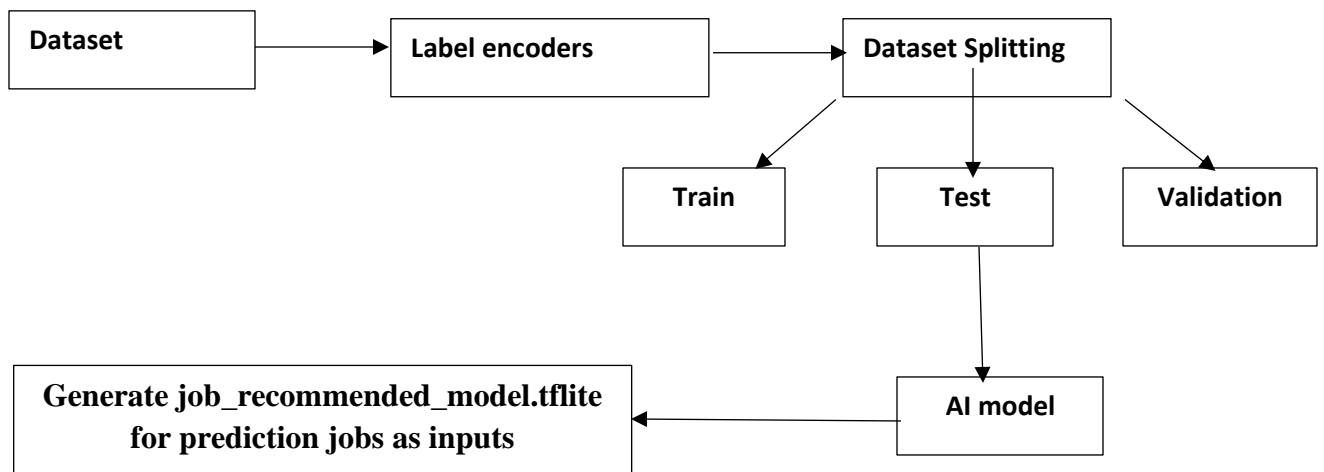 Dataset
Label encoders
Dataset Splitting
Train
Test
Validation
Generate job_recommended_model.tflite
for prediction jobs as inputs
AI model